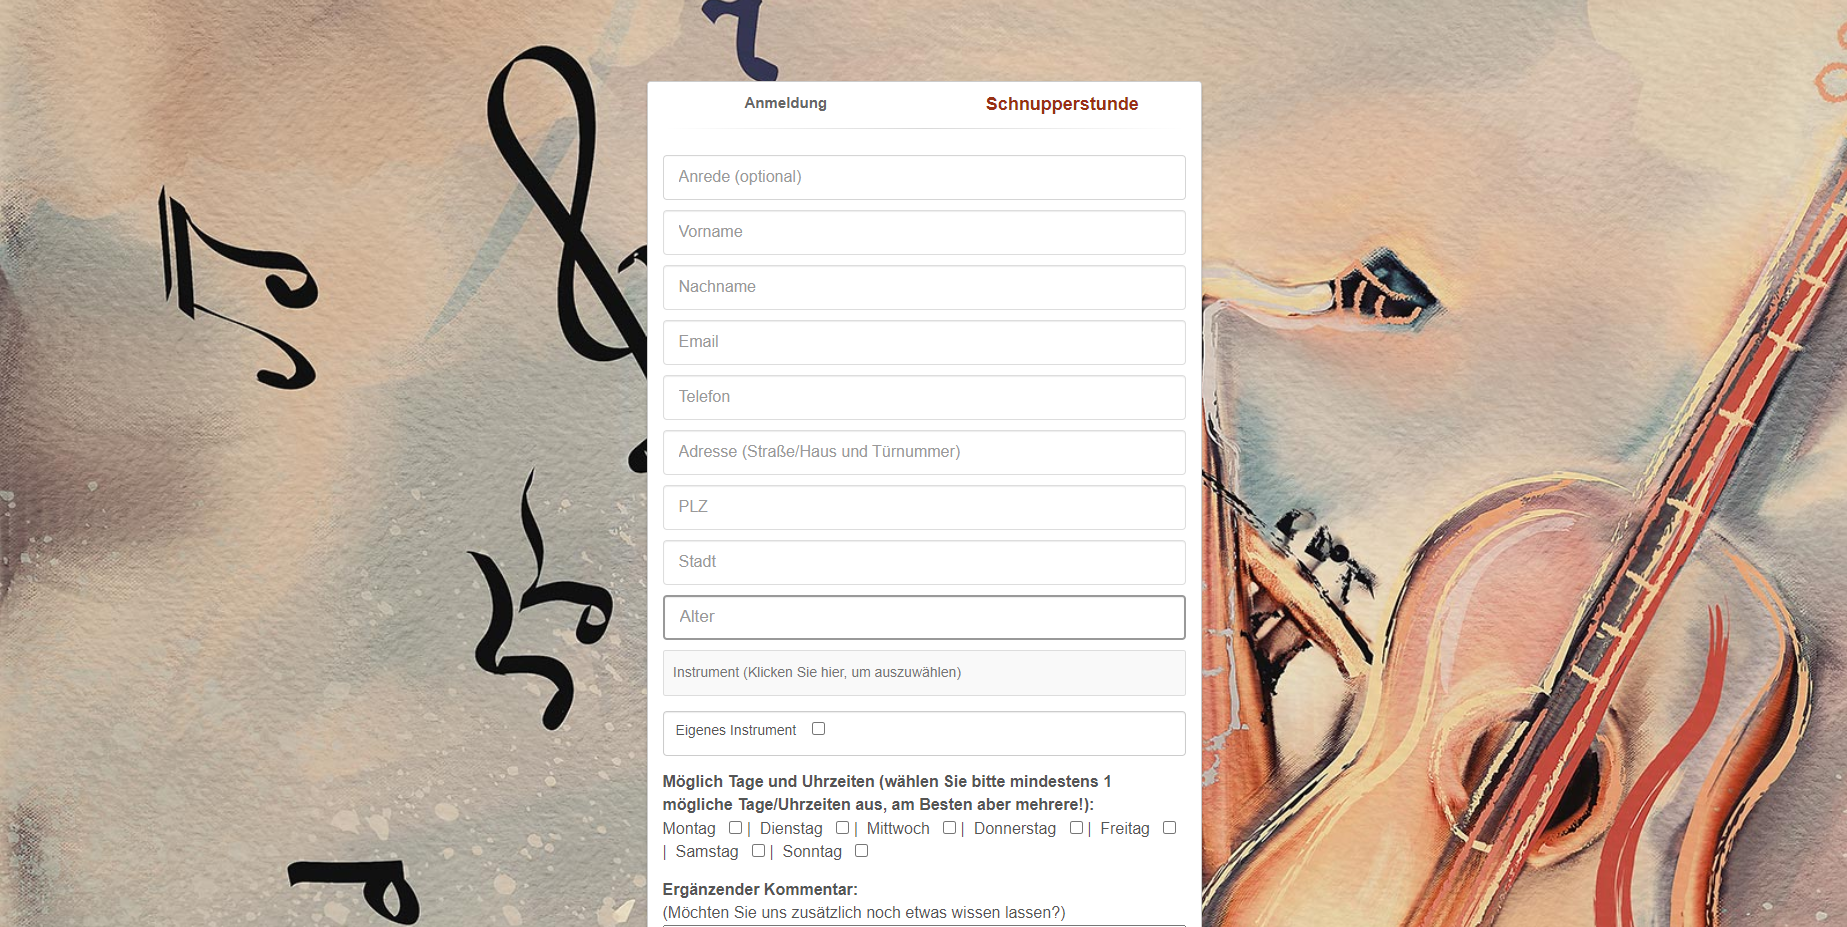 Anmeldung Schnupperstunde
Anrede (optional)
Vorname
Nachname
Email
Telefon
Adresse (Straße/Haus und Türnummer)
PLZ
Stadt
Alter
Instrument (Klicken Sie hier, um auszuwählen)
Eigenes Instrument
Möglich Tage und Uhrzeiten (wählen Sie bitte mindestens 1
mögliche Tage/Uhrzeiten aus, am Besten aber mehrere!):
Montag | Dienstag | Mittwoch | Donnerstag | Freitag
| Samstag | Sonntag
Ergänzender Kommentar:
(Möchten Sie uns zusätzlich noch etwas wissen lassen?)